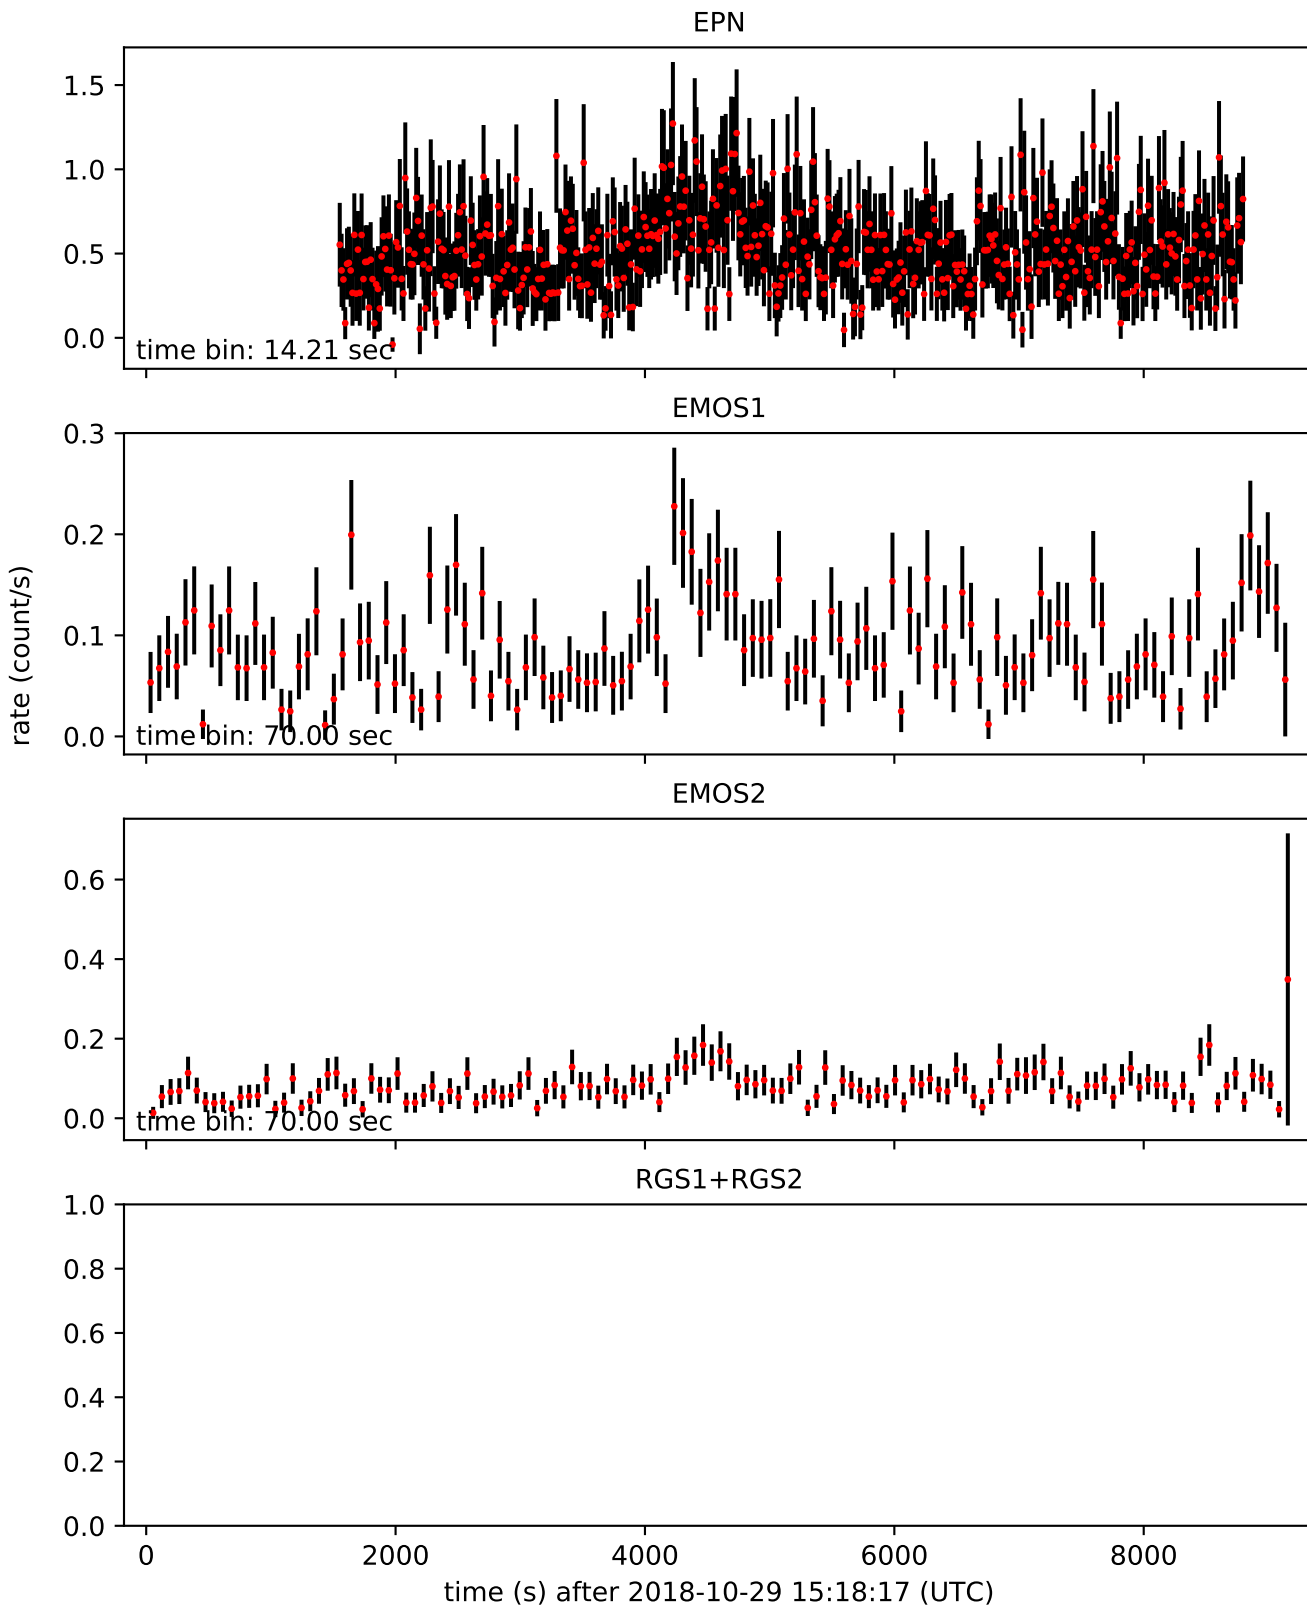 EPN
1.5
1.0
0.5
0.0
time bin: 14.21 sec
EMOS1
0.3
0.2
0.1
0.0
time bin: 70.00 sec
rate (count/s)
EMOS2
0.6
0.4
0.2
0.0
time bin: 70.00 sec
RGS1+RGS2
1.0
0.8
0.6
0.4
0.2
0.0
0 2000 4000 6000 8000
time (s) after 2018-10-29 15:18:17 (UTC)